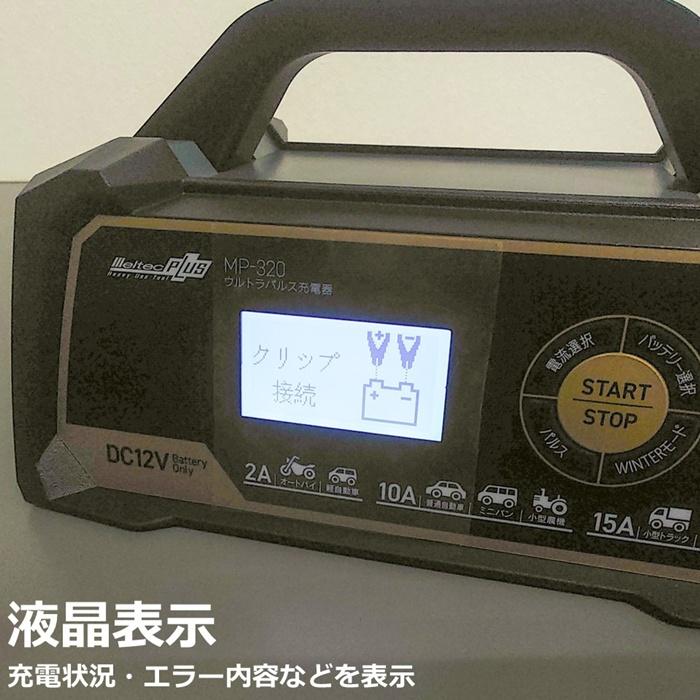 Meltec PLUS
Heavy-Use Tool
MP-320
ウルトラパルス充電器
クリップ
接続
電流選択
バッテリー選択
START
STOP
パルス
WINTERモード
DC12V Battery Only
2A
オートバイ
軽自動車
10A
普通自動車
ミニバン
小型農機
15A
小型トラック
液晶表示
充電状況・エラー内容などを表示